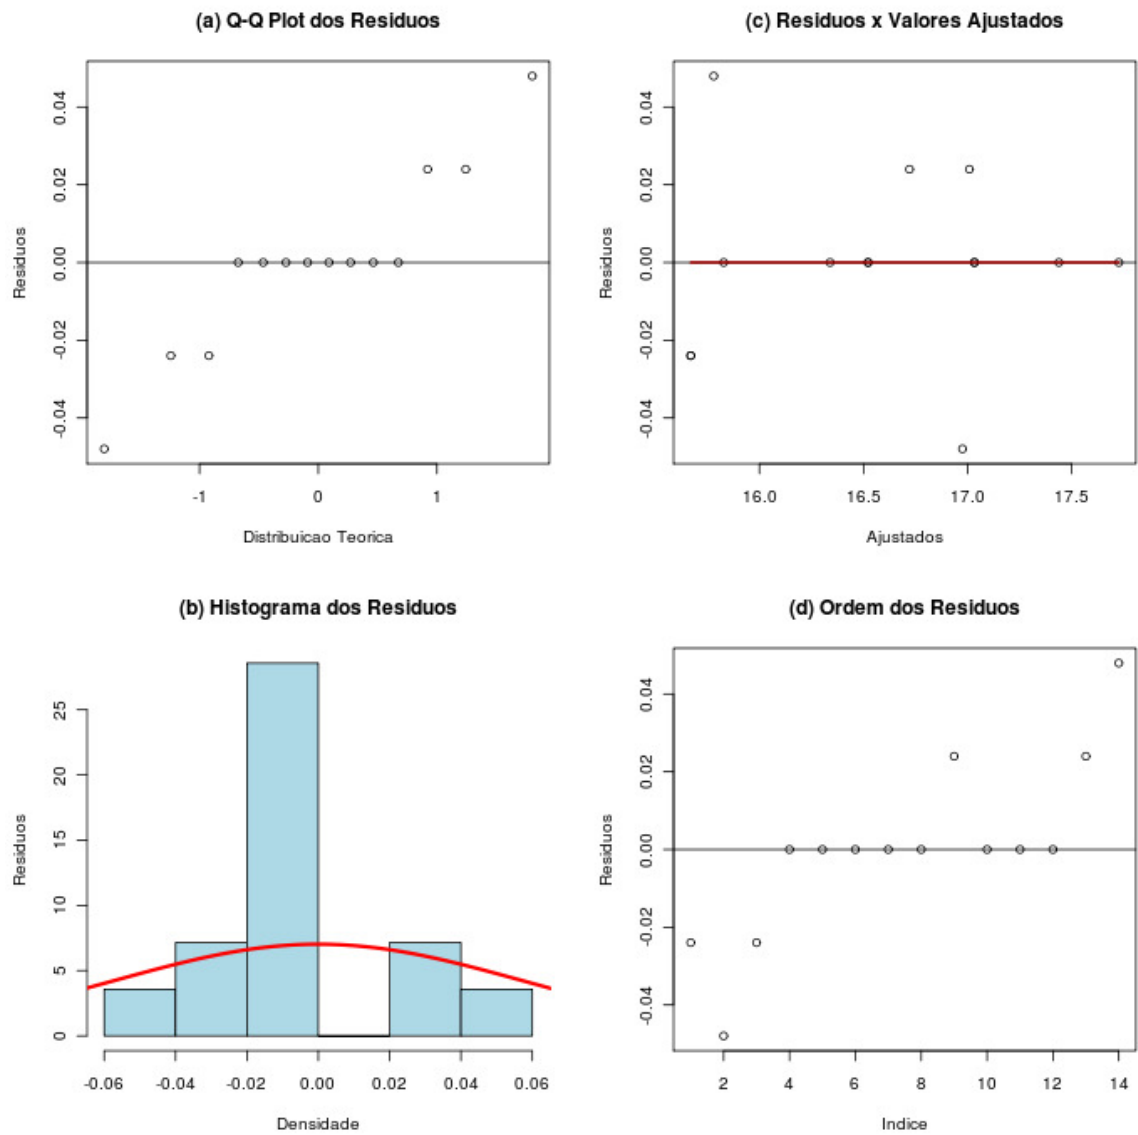 (a) Q-Q Plot dos Residuos
Residuos
0.04
0.02
0.00
-0.02
-0.04
-1 0 1
Distribuicao Teorica
(c) Residuos x Valores Ajustados
Residuos
0.04
0.02
0.00
-0.02
-0.04
16.0 16.5 17.0 17.5
Ajustados
(b) Histograma dos Residuos
Residuos
25
20
15
10
5
0
-0.06 -0.04 -0.02 0.00 0.02 0.04 0.06
Densidade
(d) Ordem dos Residuos
Residuos
0.04
0.02
0.00
-0.02
-0.04
2 4 6 8 10 12 14
Indice